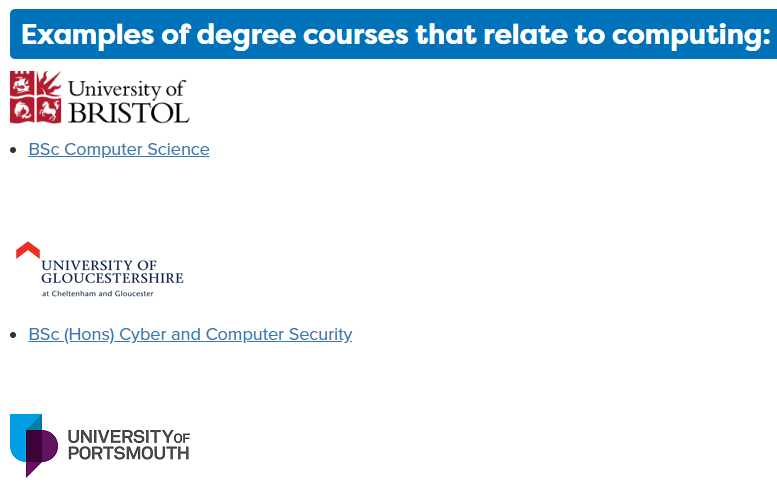 Examples of degree courses that relate to computing:
University of
BRISTOL
BSc Computer Science
UNIVERSITY OF
GLOUCESTERSHIRE
at Cheltenham and Gloucester
BSc (Hons) Cyber and Computer Security
UNIVERSITY OF
PORTSMOUTH